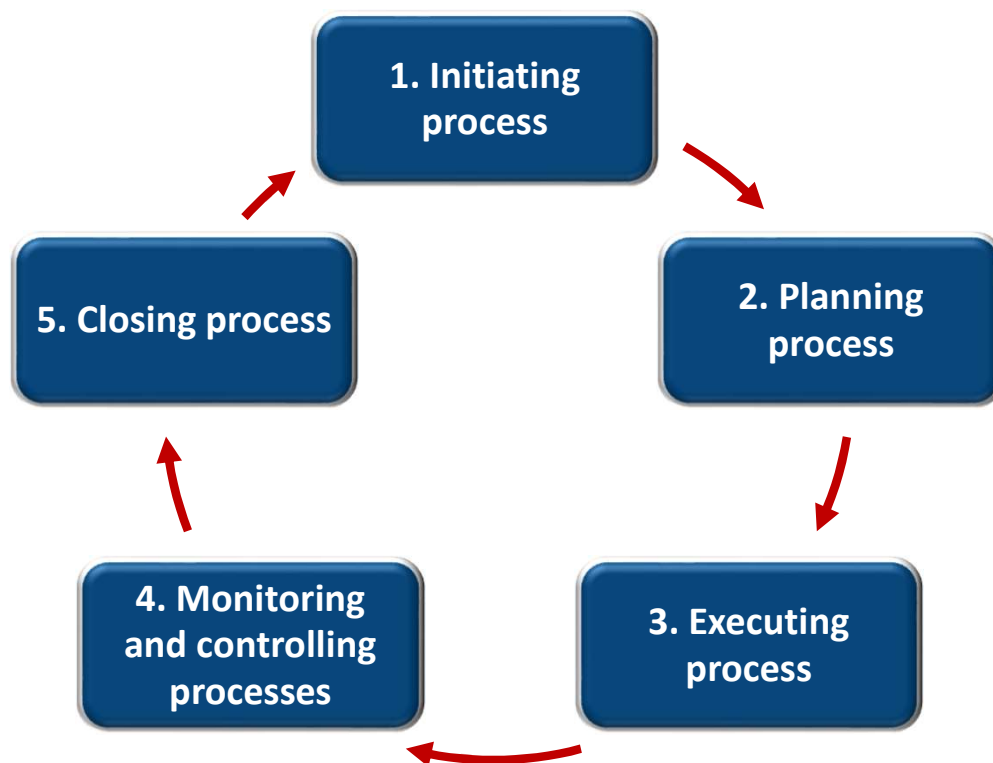 1. Initiating
process
2. Planning
process
3. Executing
process
4. Monitoring
and controlling
processes
5. Closing process